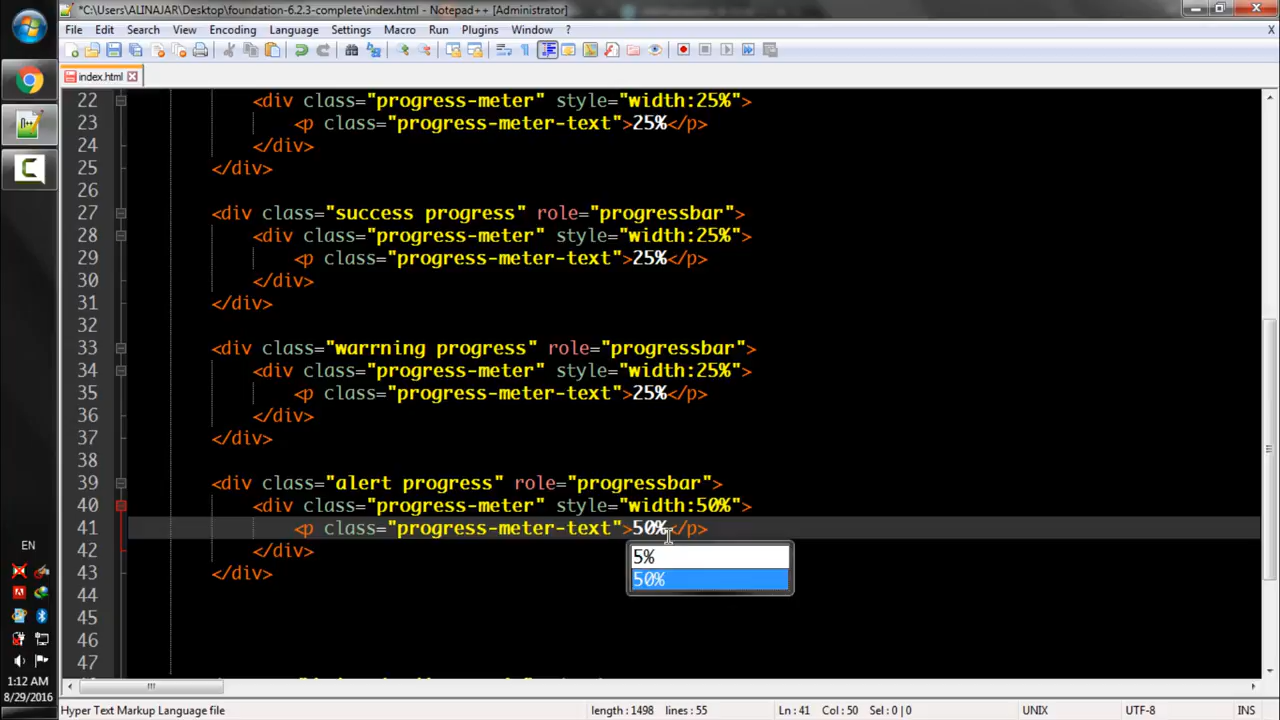 *C:\Users\ALINAJAR\Desktop\foundation-6.2.3-complete\index.html - Notepad++ [Administrator]
File Edit Search View Encoding Language Settings Macro Run Plugins Window ? X
index.html
22 <div class="progress-meter" style="width:25%">
23 <p class="progress-meter-text">25%</p>
24 </div>
25 </div>
26
27 <div class="success progress" role="progressbar">
28 <div class="progress-meter" style="width:25%">
29 <p class="progress-meter-text">25%</p>
30 </div>
31 </div>
32
33 <div class="warrning progress" role="progressbar">
34 <div class="progress-meter" style="width:25%">
35 <p class="progress-meter-text">25%</p>
36 </div>
37 </div>
38
39 <div class="alert progress" role="progressbar">
40 <div class="progress-meter" style="width:50%">
41 <p class="progress-meter-text">50%</p>
42 </div>
5%
50%
43 </div>
44
45
46
47
EN
1:12 AM
8/29/2016
Hyper Text Markup Language file length : 1498 lines : 55 Ln : 41 Col : 50 Sel : 0 | 0 UNIX UTF-8 INS